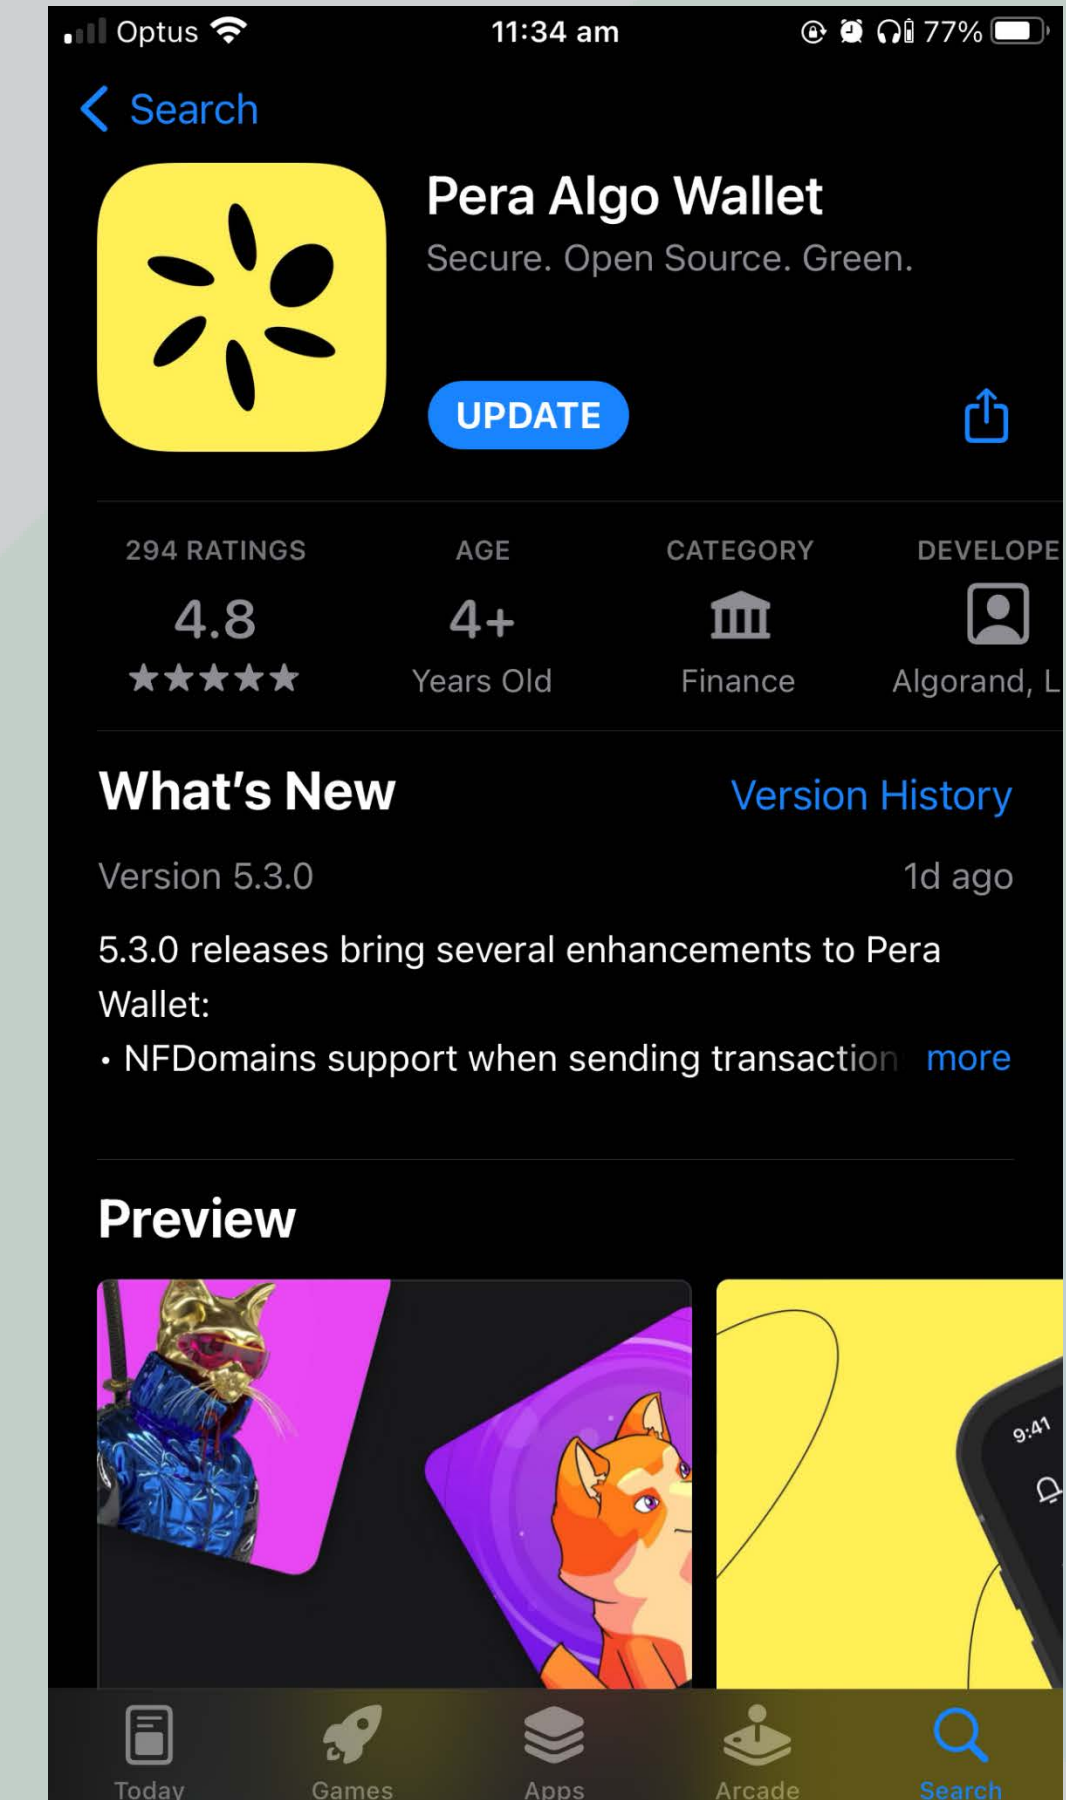 Optus 11:34 am 77%
Search
Pera Algo Wallet
Secure. Open Source. Green.
UPDATE
294 RATINGS AGE CATEGORY DEVELOPE
4.8 4+
Years Old Finance Algorand, L
What's New Version History
Version 5.3.0 1d ago
5.3.0 releases bring several enhancements to Pera
Wallet:
• NFDomains support when sending transaction more
Preview
9:41
Today Games Apps Arcade Search